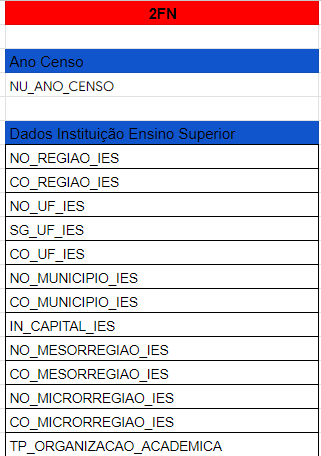 2FN
Ano Censo
NU_ANO_CENSO
Dados Instituição Ensino Superior
NO_REGIAO_IES
CO_REGIAO_IES
NO_UF_IES
SG_UF_IES
CO_UF_IES
NO_MUNICIPIO_IES
CO_MUNICIPIO_IES
IN_CAPITAL_IES
NO_MESORREGIAO_IES
CO_MESORREGIAO_IES
NO_MICRORREGIAO_IES
CO_MICRORREGIAO_IES
TP_ORGANIZACAO_ACADEMICA